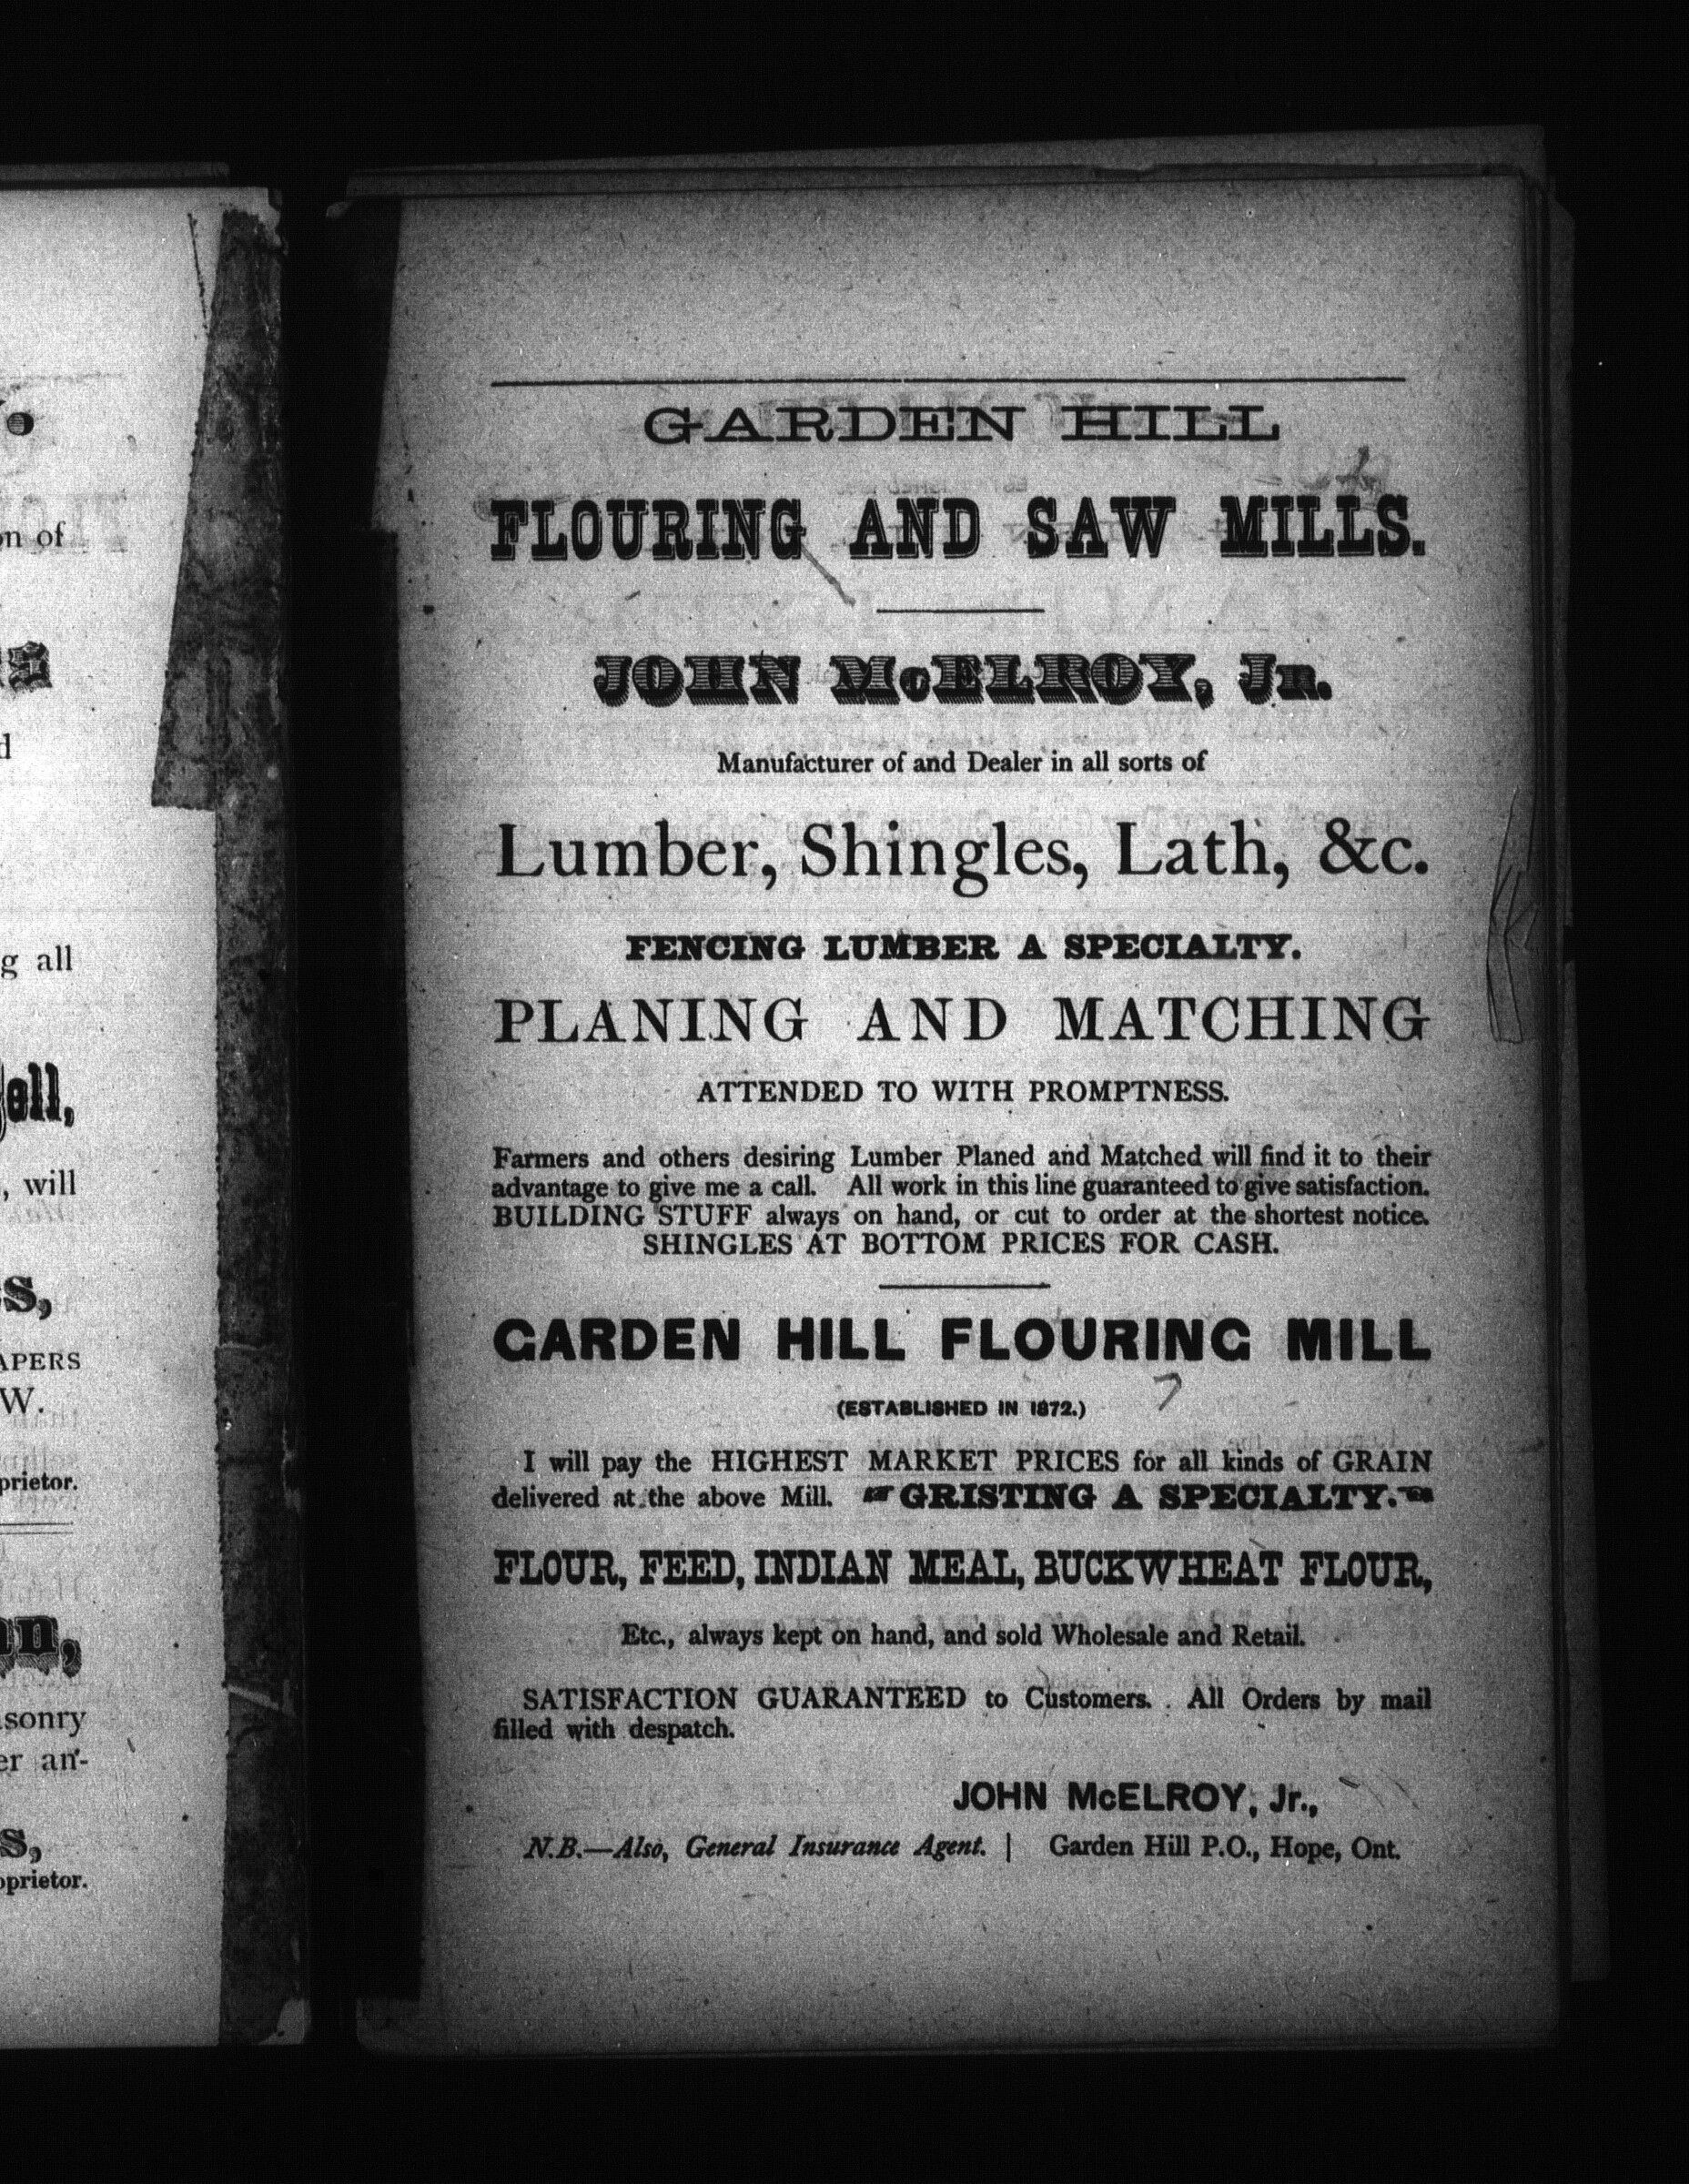 on of
d
g all
ell,
, will
s,
APERS
W.
prietor.
n,
sonry
er an-
s,
oprietor.
GARDEN HILL
FLOURING AND SAW MILLS.
JOHN McELROY, Jr.
Manufacturer of and Dealer in all sorts of
Lumber, Shingles, Lath, &c.
FENCING LUMBER A SPECIALTY.
PLANING AND MATCHING
ATTENDED TO WITH PROMPTNESS.
Farmers and others desiring Lumber Planed and Matched will find it to their
advantage to give me a call. All work in this line guaranteed to give satisfaction.
BUILDING STUFF always on hand, or cut to order at the shortest notice.
SHINGLES AT BOTTOM PRICES FOR CASH.
GARDEN HILL FLOURING MILL
(ESTABLISHED IN 1872.)
I will pay the HIGHEST MARKET PRICES for all kinds of GRAIN
delivered at the above Mill. ☞ GRISTING A SPECIALTY. ☜
FLOUR, FEED, INDIAN MEAL, BUCKWHEAT FLOUR,
Etc., always kept on hand, and sold Wholesale and Retail.
SATISFACTION GUARANTEED to Customers. All Orders by mail
filled with despatch.
JOHN McELROY, Jr.,
N.B.—Also, General Insurance Agent. | Garden Hill P.O., Hope, Ont.